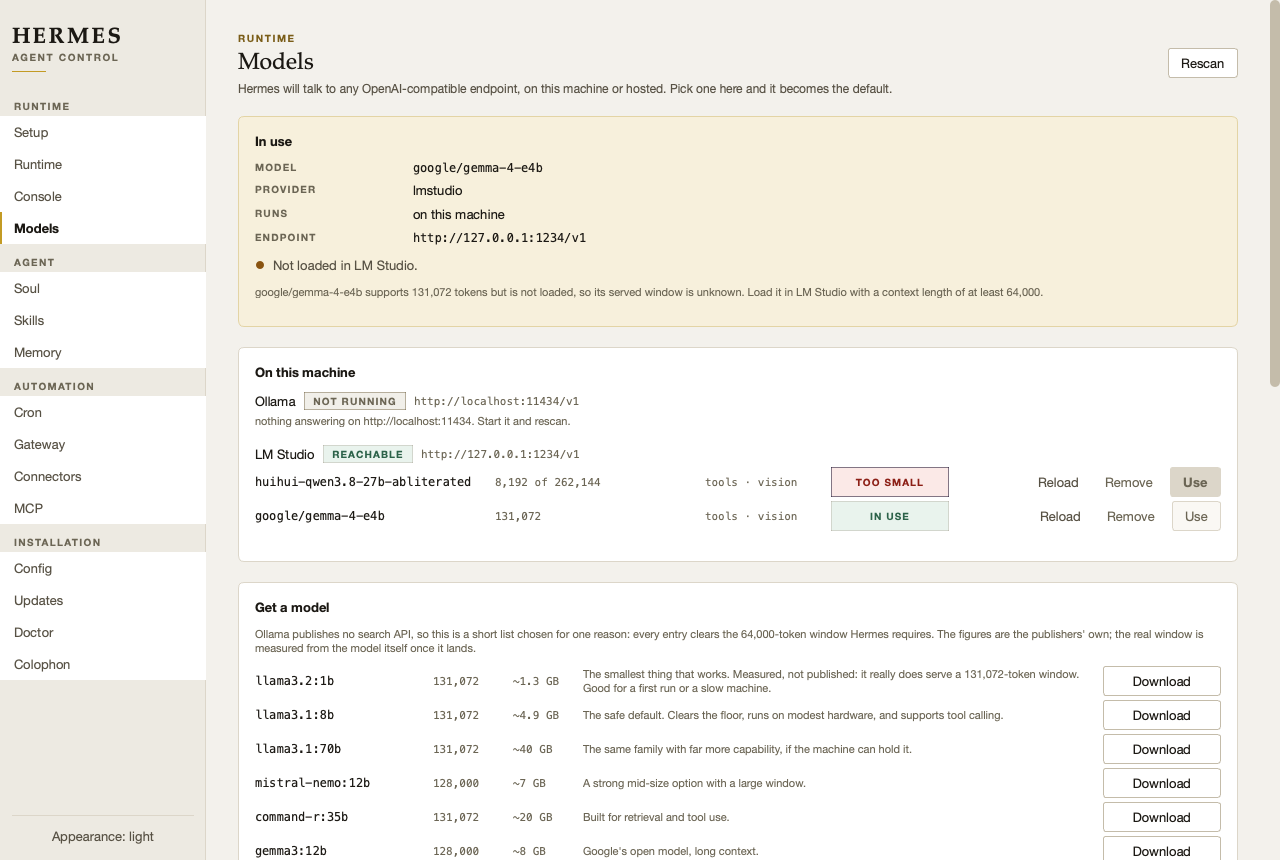 HERMES
AGENT CONTROL
RUNTIME
Setup
Runtime
Console
Models
AGENT
Soul
Skills
Memory
AUTOMATION
Cron
Gateway
Connectors
MCP
INSTALLATION
Config
Updates
Doctor
Colophon
Appearance: light
RUNTIME
Models
Rescan
Hermes will talk to any OpenAI-compatible endpoint, on this machine or hosted. Pick one here and it becomes the default.
In use
MODEL google/gemma-4-e4b
PROVIDER lmstudio
RUNS on this machine
ENDPOINT http://127.0.0.1:1234/v1
Not loaded in LM Studio.
google/gemma-4-e4b supports 131,072 tokens but is not loaded, so its served window is unknown. Load it in LM Studio with a context length of at least 64,000.
On this machine
Ollama NOT RUNNING http://localhost:11434/v1
nothing answering on http://localhost:11434. Start it and rescan.
LM Studio REACHABLE http://127.0.0.1:1234/v1
huihui-qwen3.8-27b-abliterated 8,192 of 262,144 tools · vision TOO SMALL Reload Remove Use
google/gemma-4-e4b 131,072 tools · vision IN USE Reload Remove Use
Get a model
Ollama publishes no search API, so this is a short list chosen for one reason: every entry clears the 64,000-token window Hermes requires. The figures are the publishers' own; the real window is
measured from the model itself once it lands.
llama3.2:1b 131,072 ~1.3 GB The smallest thing that works. Measured, not published: it really does serve a 131,072-token window.
Good for a first run or a slow machine. Download
llama3.1:8b 131,072 ~4.9 GB The safe default. Clears the floor, runs on modest hardware, and supports tool calling. Download
llama3.1:70b 131,072 ~40 GB The same family with far more capability, if the machine can hold it. Download
mistral-nemo:12b 128,000 ~7 GB A strong mid-size option with a large window. Download
command-r:35b 131,072 ~20 GB Built for retrieval and tool use. Download
gemma3:12b 128,000 ~8 GB Google's open model, long context. Download